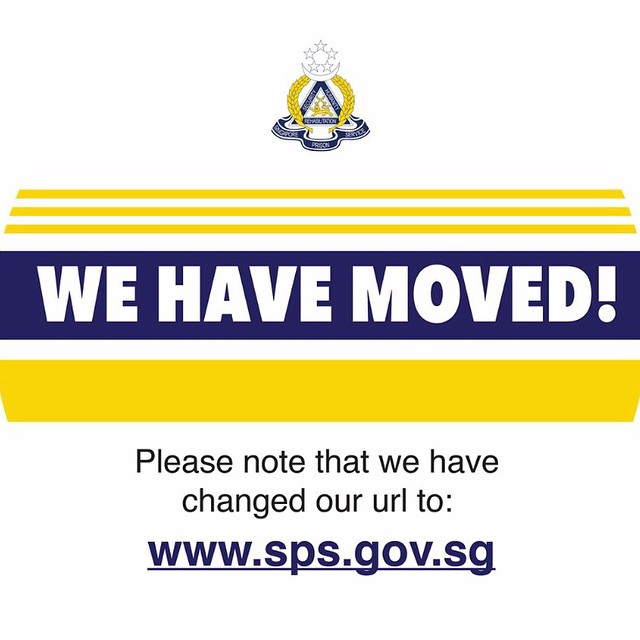 SECURITY HUMANITY
REHABILITATION
SINGAPORE PRISON SERVICE
WE HAVE MOVED!
Please note that we have
changed our url to:
www.sps.gov.sg